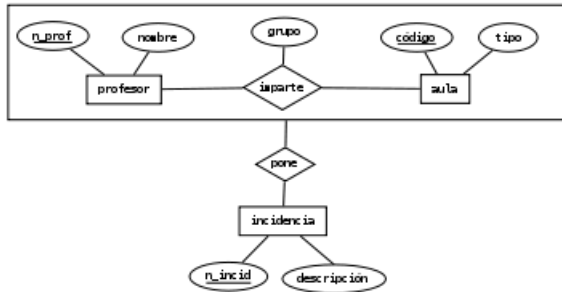 n_prof
nombre
grupo
código
tipo
profesor
imparte
aula
pone
incidencia
n_incid
descripción